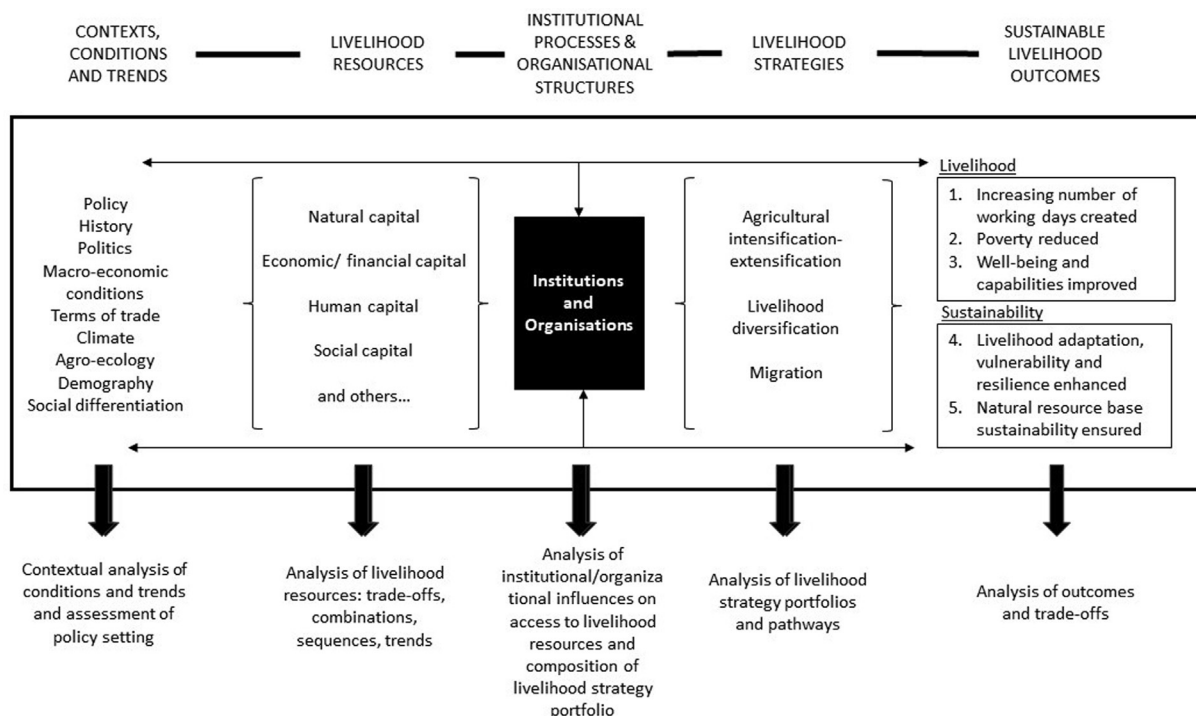 CONTEXTS,
CONDITIONS
AND TRENDS
LIVELIHOOD
RESOURCES
INSTITUTIONAL
PROCESSES &
ORGANISATIONAL
STRUCTURES
LIVELIHOOD
STRATEGIES
SUSTAINABLE
LIVELIHOOD
OUTCOMES
Policy
History
Politics
Macro-economic
conditions
Terms of trade
Climate
Agro-ecology
Demography
Social differentiation
Natural capital
Economic/ financial capital
Human capital
Social capital
and others...
Institutions
and
Organisations
Agricultural
intensification-
extensification
Livelihood
diversification
Migration
Livelihood
1. Increasing number of
working days created
2. Poverty reduced
3. Well-being and
capabilities improved
Sustainability
4. Livelihood adaptation,
vulnerability and
resilience enhanced
5. Natural resource base
sustainability ensured
Contextual analysis of
conditions and trends
and assessment of
policy setting
Analysis of livelihood
resources: trade-offs,
combinations,
sequences, trends
Analysis of
institutional/organiza
tional influences on
access to livelihood
resources and
composition of
livelihood strategy
portfolio
Analysis of livelihood
strategy portfolios
and pathways
Analysis of outcomes
and trade-offs